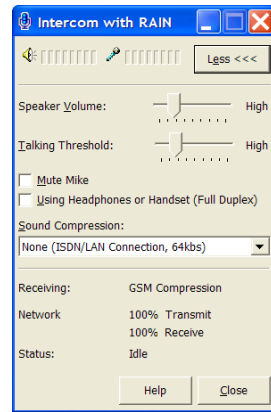 Intercom with RAIN
Less <<<
Speaker Volume: High
Talking Threshold: High
Mute Mike
Using Headphones or Handset (Full Duplex)
Sound Compression:
None (ISDN/LAN Connection, 64kbs)
Receiving: GSM Compression
Network 100% Transmit
100% Receive
Status: Idle
Help Close